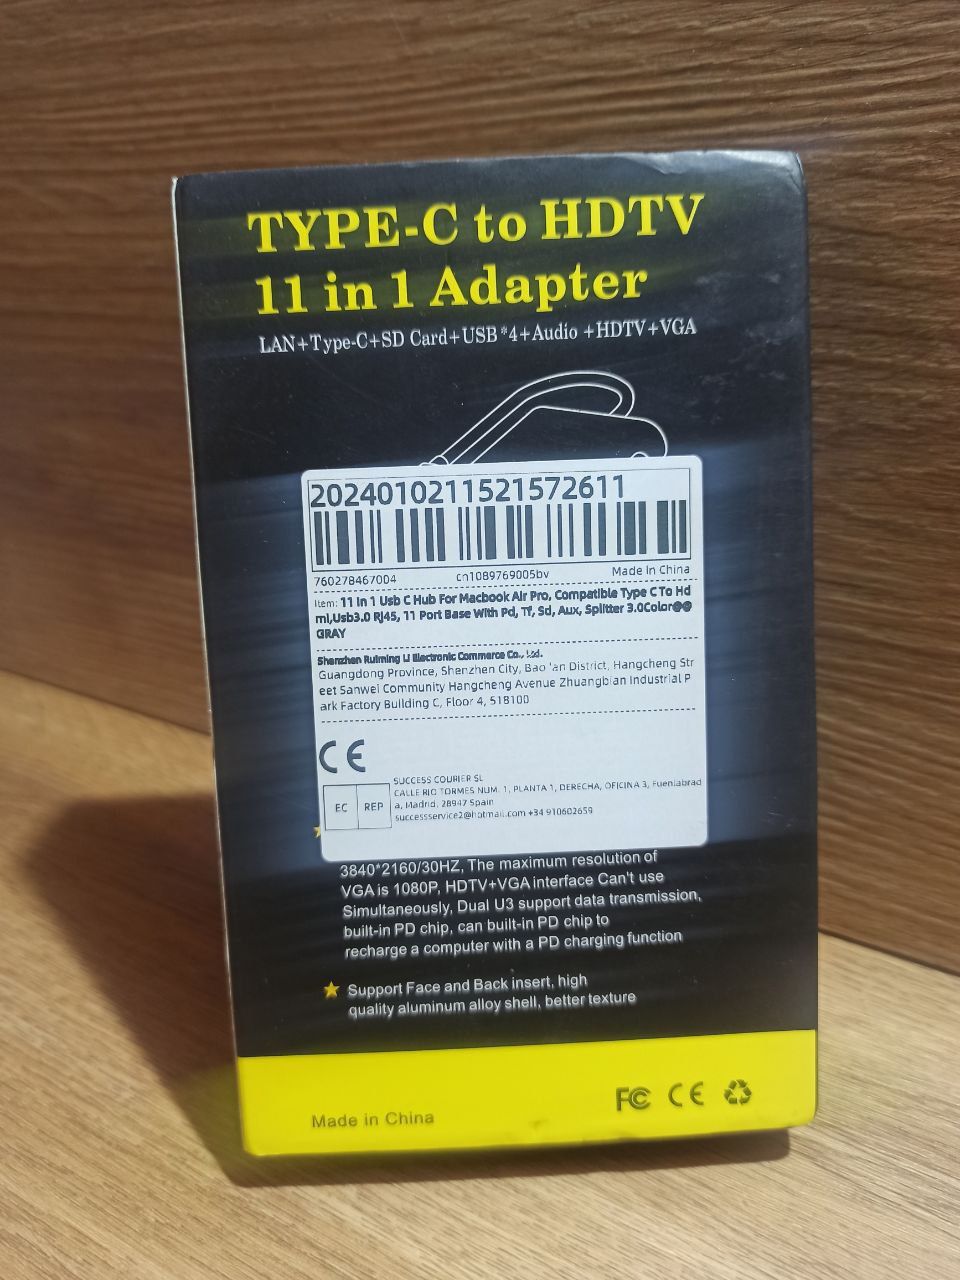 TYPE-C to HDTV
11 in 1 Adapter
LAN+Type-C+SD Card+USB*4+Audio +HDTV+VGA
2024010211521572611
760278467004 cn1089769005bv Made In China
Item: 11 In 1 Usb C Hub For Macbook Air Pro, Compatible Type C To Hd
mi,Usb3.0 Rj45, 11 Port Base With Pd, Tf, Sd, Aux, Splitter 3.0Color@@
GRAY
Shenzhen Ruiming Li Electronic Commerce Co., Ltd.
Guangdong Province, Shenzhen City, Bao 'an District, Hangcheng Str
eet Sanwei Community Hangcheng Avenue Zhuangbian Industrial P
ark Factory Building C, Floor 4, 518100
CE
EC REP
SUCCESS COURIER SL
CALLE RIO TORMES NUM. 1, PLANTA 1, DERECHA, OFICINA 3, Fuenlabrad
a, Madrid, 28947 Spain
successservice2@hotmail.com +34 910602659
3840*2160/30HZ, The maximum resolution of
VGA is 1080P, HDTV+VGA interface Can't use
Simultaneously, Dual U3 support data transmission,
built-in PD chip, can built-in PD chip to
recharge a computer with a PD charging function
Support Face and Back insert, high
quality aluminum alloy shell, better texture
Made in China
FC CE